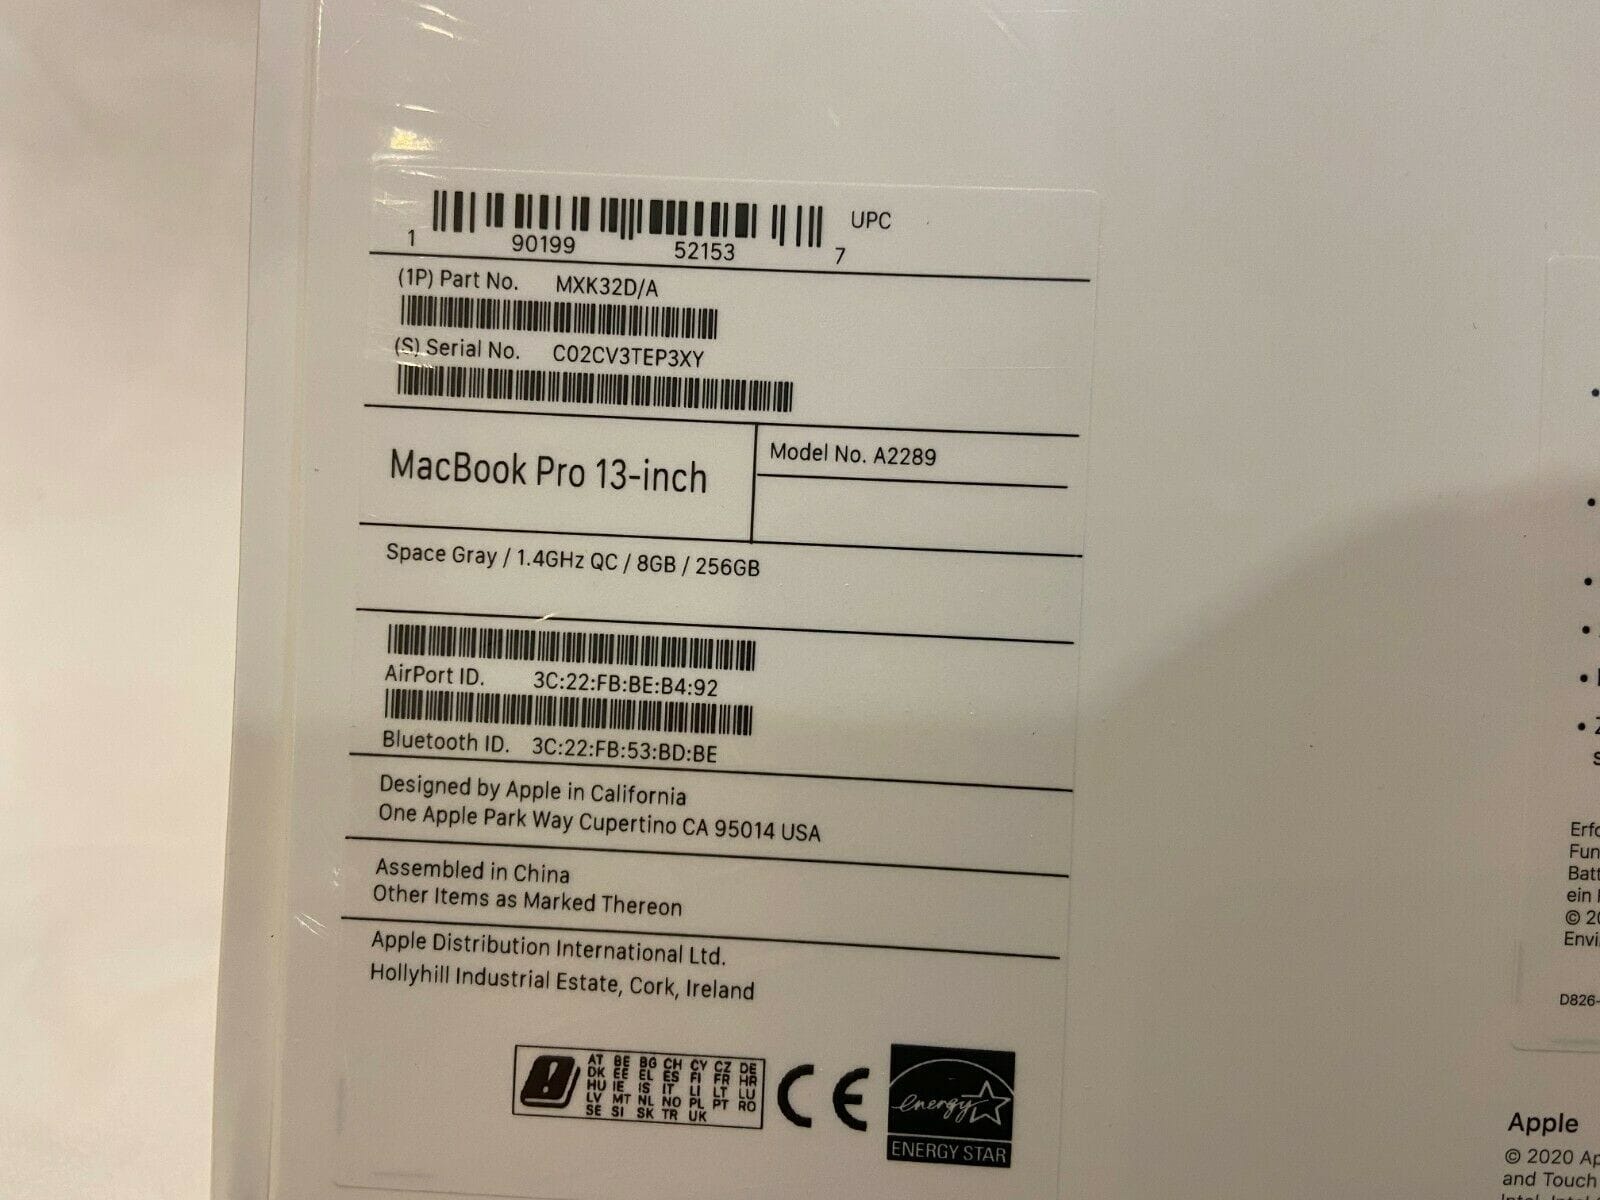 UPC
1 90199 52153 7
(1P) Part No. MXK32D/A
(S) Serial No. C02CV3TEP3XY
MacBook Pro 13-inch
Model No. A2289
Space Gray / 1.4GHz QC / 8GB / 256GB
AirPort ID. 3C:22:FB:BE:B4:92
Bluetooth ID. 3C:22:FB:53:BD:BE
Designed by Apple in California
One Apple Park Way Cupertino CA 95014 USA
Assembled in China
Other Items as Marked Thereon
Apple Distribution International Ltd.
Hollyhill Industrial Estate, Cork, Ireland
AT BE BG CH CY CZ DE
DK EE EL ES FI FR HR
HU IE IS IT LI LT LU
LV MT NL NO PL PT RO
SE SI SK TR UK
CE
energy
ENERGY STAR
ein
D826-
Apple
© 2020
and Touch